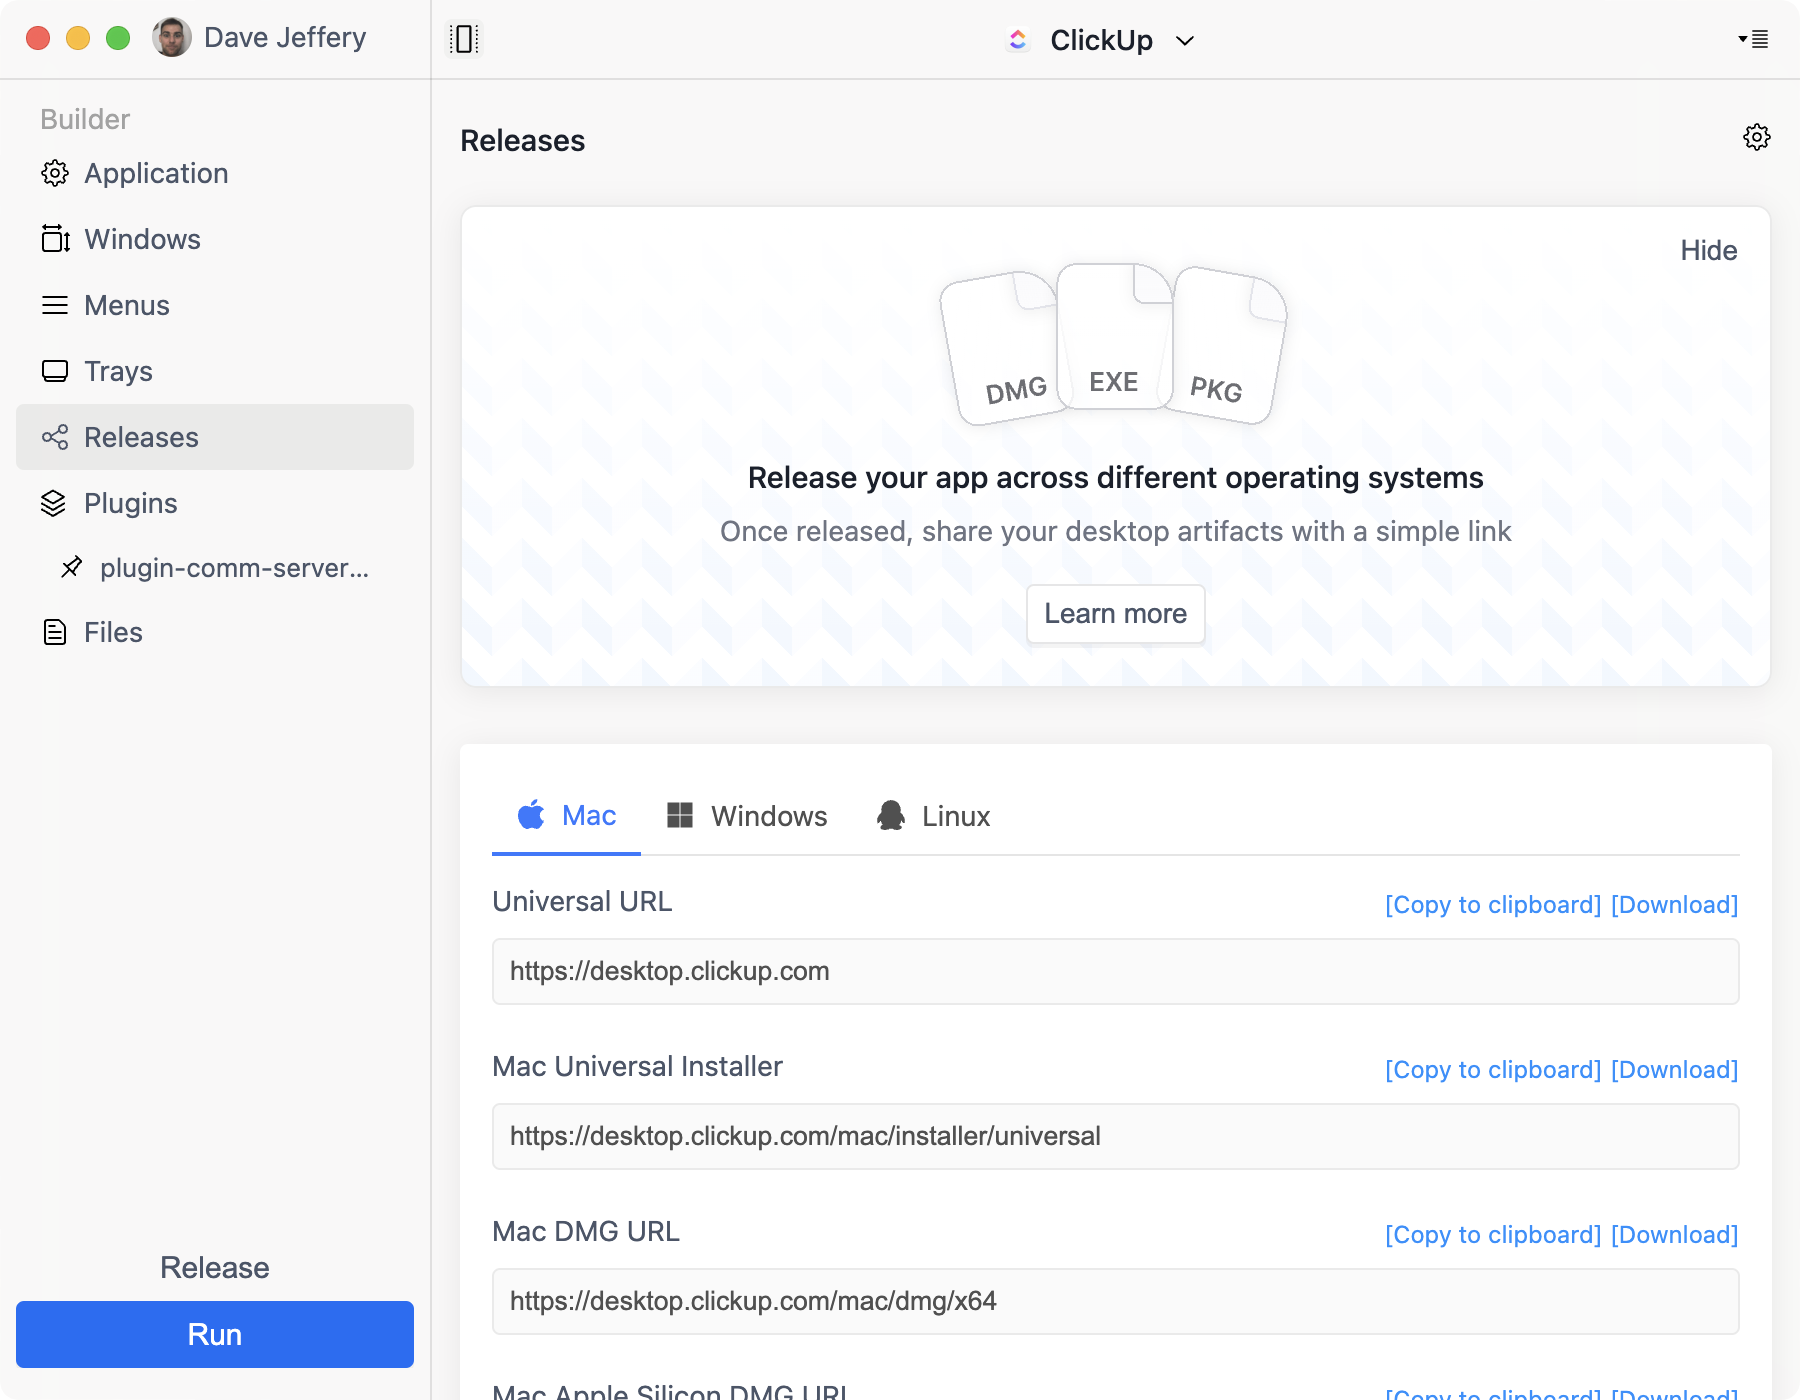 Dave Jeffery
ClickUp
Builder
Application
Windows
Menus
Trays
Releases
Plugins
plugin-comm-server...
Files
Release
Run
Releases
Hide
DMG EXE PKG
Release your app across different operating systems
Once released, share your desktop artifacts with a simple link
Learn more
Mac Windows Linux
Universal URL [Copy to clipboard] [Download]
https://desktop.clickup.com
Mac Universal Installer [Copy to clipboard] [Download]
https://desktop.clickup.com/mac/installer/universal
Mac DMG URL [Copy to clipboard] [Download]
https://desktop.clickup.com/mac/dmg/x64
Mac Apple Silicon DMG URL [Copy to clipboard] [Download]